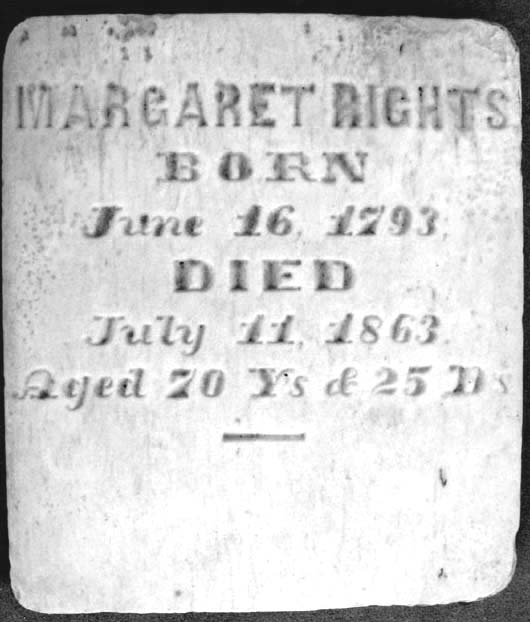 MARGARET RIGHTS
BORN
June 16, 1793,
DIED
July 11, 1863.
Aged 70 Ys & 25 Ds